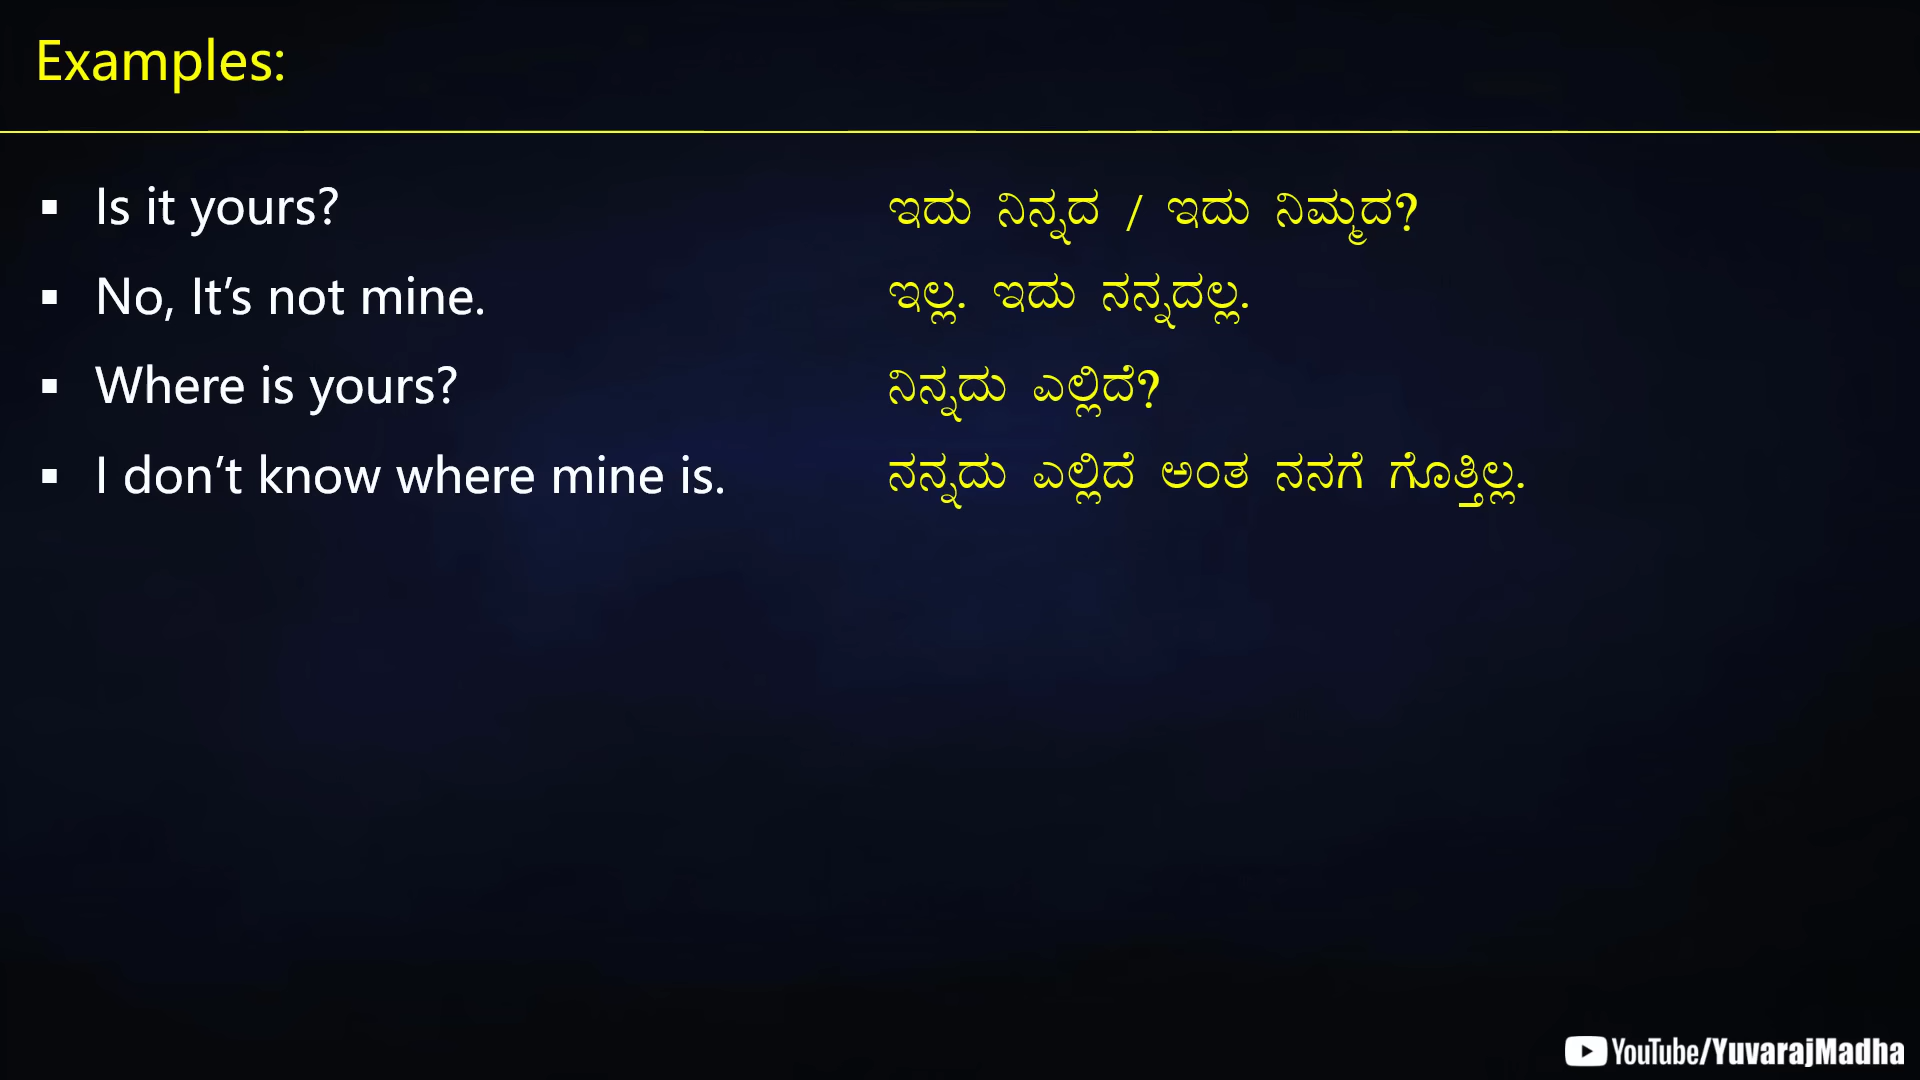 Examples:
▪ Is it yours? ಇದು ನಿನ್ನದ / ಇದು ನಿಮ್ಮದ?
▪ No, It’s not mine. ಇಲ್ಲ. ಇದು ನನ್ನದಲ್ಲ.
▪ Where is yours? ನಿನ್ನದು ಎಲ್ಲಿದೆ?
▪ I don’t know where mine is. ನನ್ನದು ಎಲ್ಲಿದೆ ಅಂತ ನನಗೆ ಗೊತ್ತಿಲ್ಲ.
YouTube/YuvarajMadha